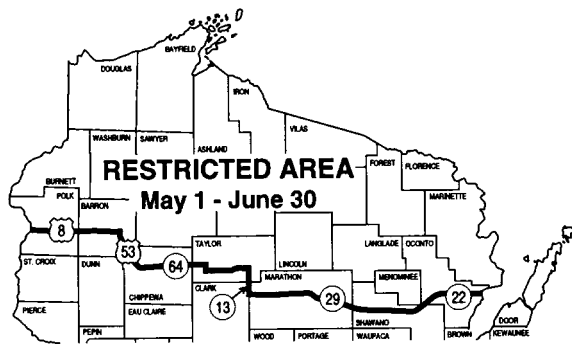 BAYFIELD
DOUGLAS
IRON
VILAS
WASHBURN
SAWYER
ASHLAND
FOREST
FLORENCE
RESTRICTED AREA
May 1 - June 30
BURNETT
POLK
BARRON
MARINETTE
8
53
64
TAYLOR
LINCOLN
LANGLADE
OCONTO
ST. CROIX
DUNN
CHIPPEWA
CLARK
MARATHON
MENOMINEE
13
29
22
PIERCE
PEPIN
EAU CLAIRE
WOOD
PORTAGE
SHAWANO
WAUPACA
BROWN
DOOR
KEWAUNEE